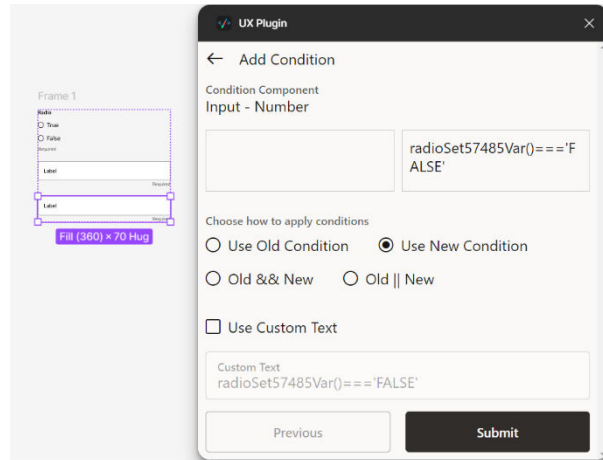 Frame 1
Radio
True
False
Required
Label
Required
Label
Required
Fill (360) × 70 Hug
UX Plugin
Add Condition
Condition Component
Input - Number
radioSet57485Var()==='F
ALSE'
Choose how to apply conditions
Use Old Condition Use New Condition
Old && New Old || New
Use Custom Text
Custom Text
radioSet57485Var()==='FALSE'
Previous Submit